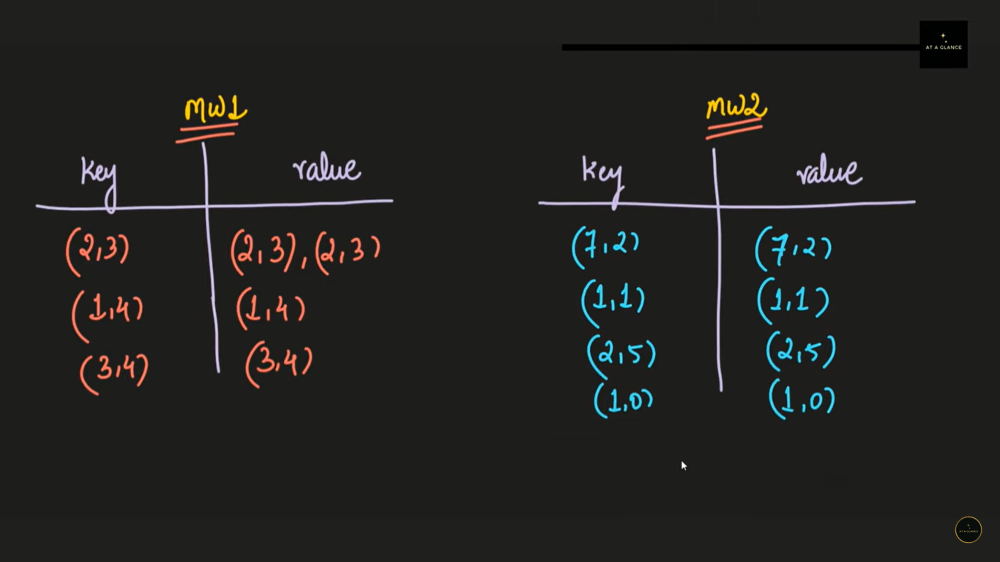 AT A GLANCE
MW1
MW2
Key value
Key value
(2,3) (2,3), (2,3)
(7,2) (7,2)
(1,4) (1,4)
(1,1) (1,1)
(3,4) (3,4)
(2,5) (2,5)
(1,0) (1,0)
AT A GLANCE